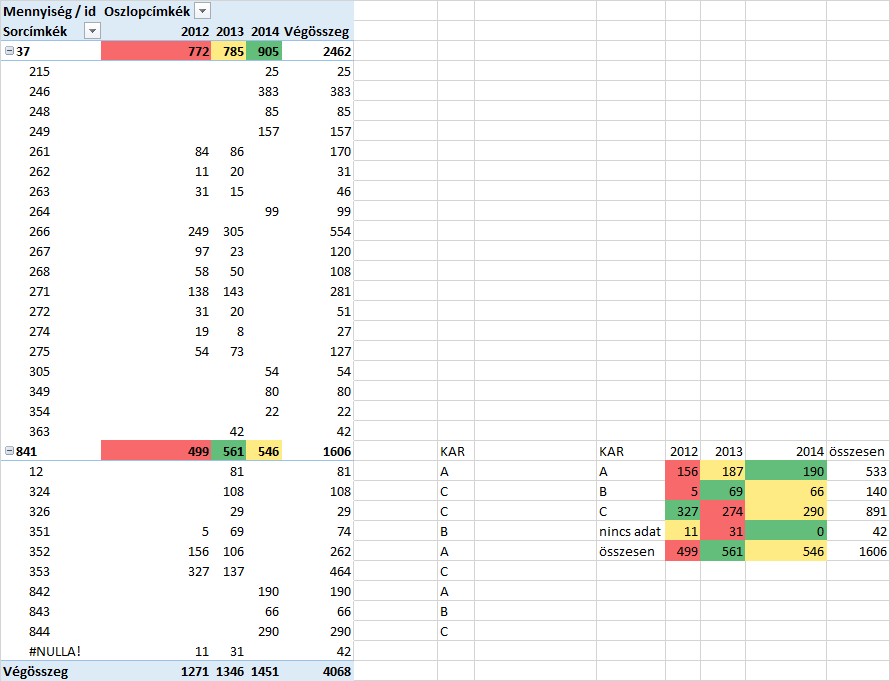 Mennyiség / id Oszlopcímkék
Sorcímkék 2012 2013 2014 Végösszeg
37 772 785 905 2462
215 25 25
246 383 383
248 85 85
249 157 157
261 84 86 170
262 11 20 31
263 31 15 46
264 99 99
266 249 305 554
267 97 23 120
268 58 50 108
271 138 143 281
272 31 20 51
274 19 8 27
275 54 73 127
305 54 54
349 80 80
354 22 22
363 42 42
841 499 561 546 1606 KAR KAR 2012 2013 2014 összesen
12 81 81 A A 156 187 190 533
324 108 108 C B 5 69 66 140
326 29 29 C C 327 274 290 891
351 5 69 74 B nincs adat 11 31 0 42
352 156 106 262 A összesen 499 561 546 1606
353 327 137 464 C
842 190 190 A
843 66 66 B
844 290 290 C
#NULLA! 11 31 42
Végösszeg 1271 1346 1451 4068